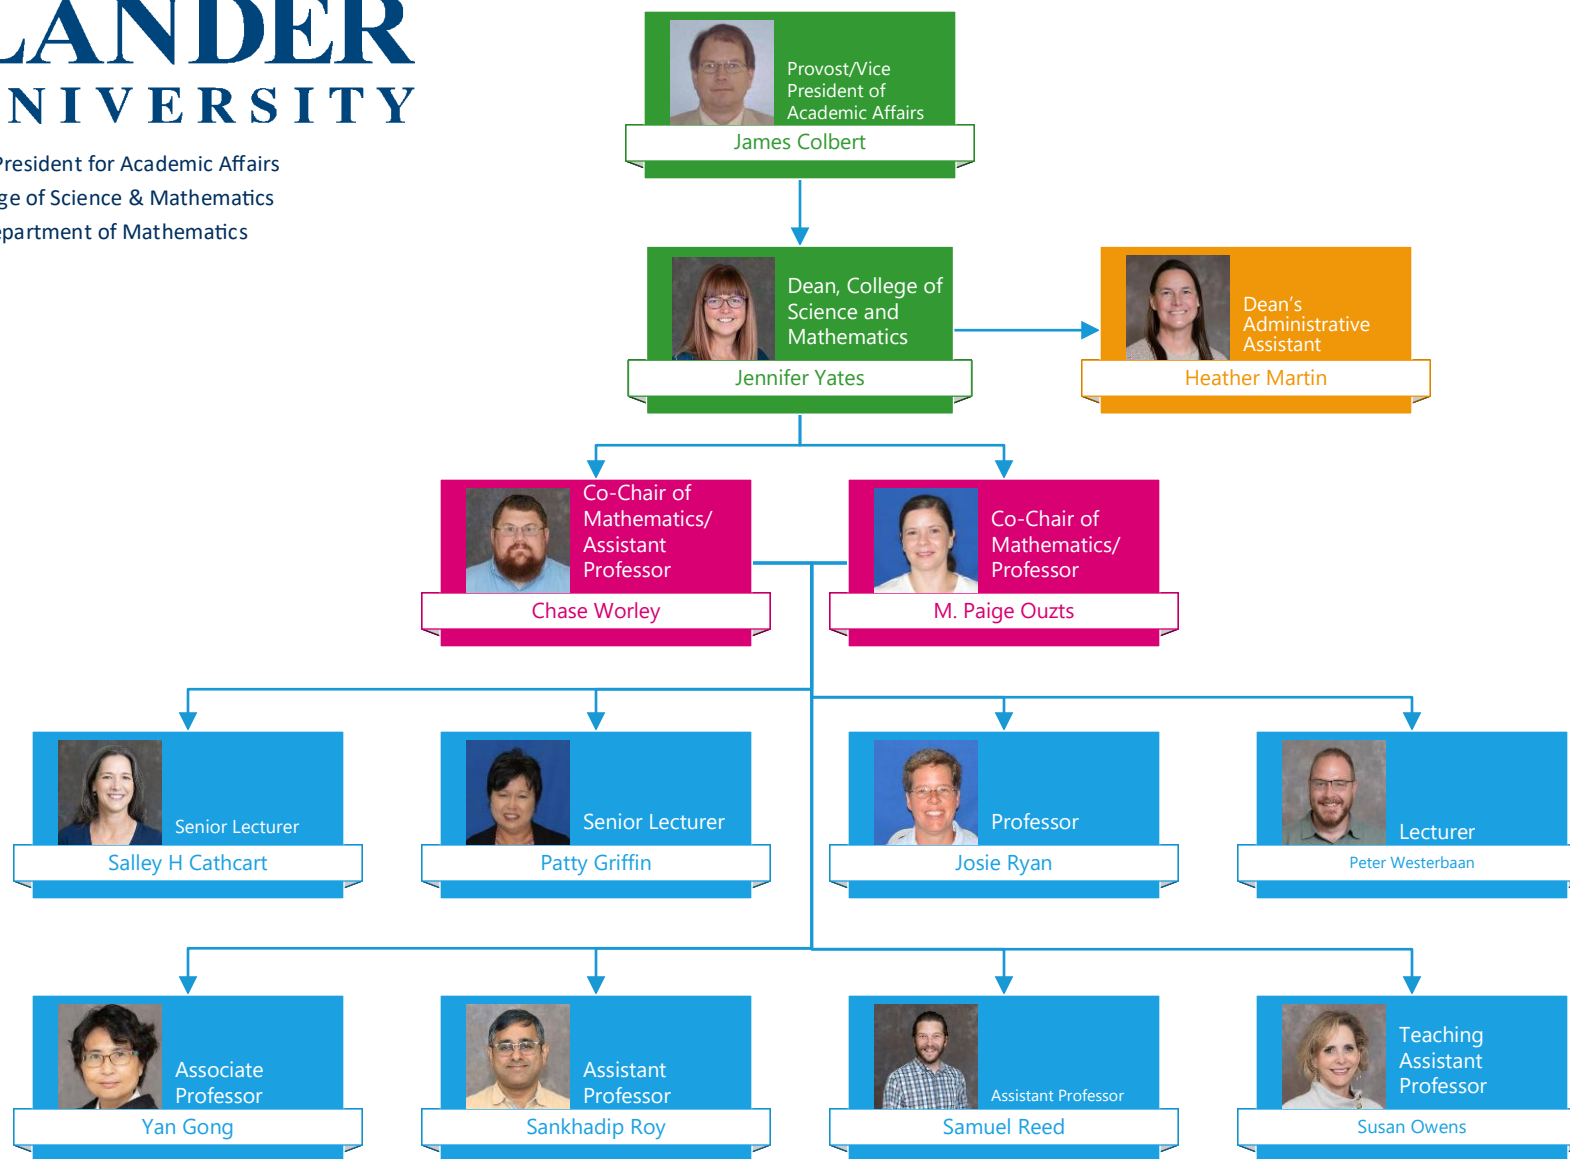 LANDER
NIVERSITY
President for Academic Affairs
ge of Science & Mathematics
epartment of Mathematics
Provost/Vice
President of
Academic Affairs
James Colbert
Dean, College of
Science and
Mathematics
Jennifer Yates
Dean’s
Administrative
Assistant
Heather Martin
Co-Chair of
Mathematics/
Assistant
Professor
Chase Worley
Co-Chair of
Mathematics/
Professor
M. Paige Ouzts
Senior Lecturer
Salley H Cathcart
Senior Lecturer
Patty Griffin
Professor
Josie Ryan
Lecturer
Peter Westerbaan
Associate
Professor
Yan Gong
Assistant
Professor
Sankhadip Roy
Assistant Professor
Samuel Reed
Teaching
Assistant
Professor
Susan Owens